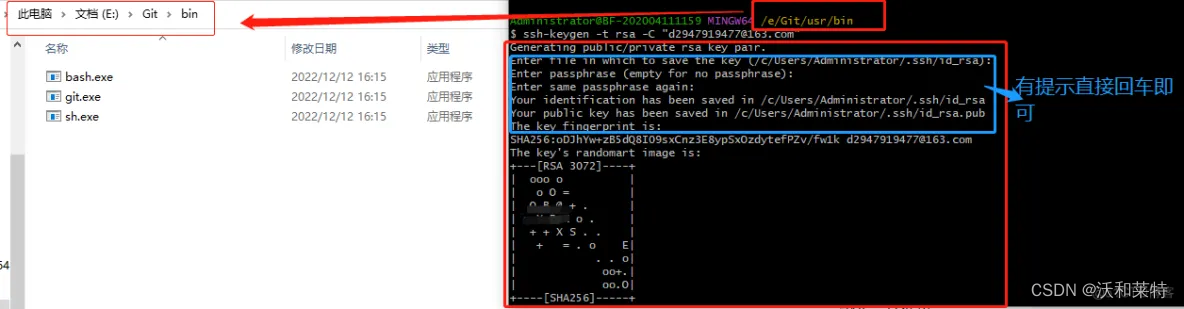 此电脑 > 文档 (E:) > Git > bin
名称 修改日期 类型
bash.exe 2022/12/12 16:15 应用程序
git.exe 2022/12/12 16:15 应用程序
sh.exe 2022/12/12 16:15 应用程序
Administrator@BF-202004111159 MINGW64 /e/Git/usr/bin
$ ssh-keygen -t rsa -C "d2947919477@163.com"
Generating public/private rsa key pair.
Enter file in which to save the key (/c/Users/Administrator/.ssh/id_rsa):
Enter passphrase (empty for no passphrase):
Enter same passphrase again:
Your identification has been saved in /c/Users/Administrator/.ssh/id_rsa
Your public key has been saved in /c/Users/Administrator/.ssh/id_rsa.pub
The key fingerprint is:
SHA256:oDJhYw+zB5dQ8IO9sxCnz3E8ypSxOzdytefPZv/fw1k d2947919477@163.com
The key's randomart image is:
+---[RSA 3072]----+
| ooo o |
| o O = |
| O B @ + . |
| o . |
| + + X S . . |
| + = . o E|
| . . o|
| oo+.|
| oo.O|
+----[SHA256]-----+
有提示直接回车即
可
54
CSDN @沃和莱特